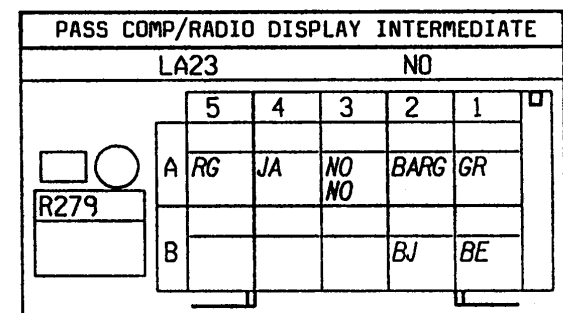 PASS COMP/RADIO DISPLAY INTERMEDIATE
LA23 NO
5 4 3 2 1
A RG JA NO BARG GR
NO
R279
B BJ BE